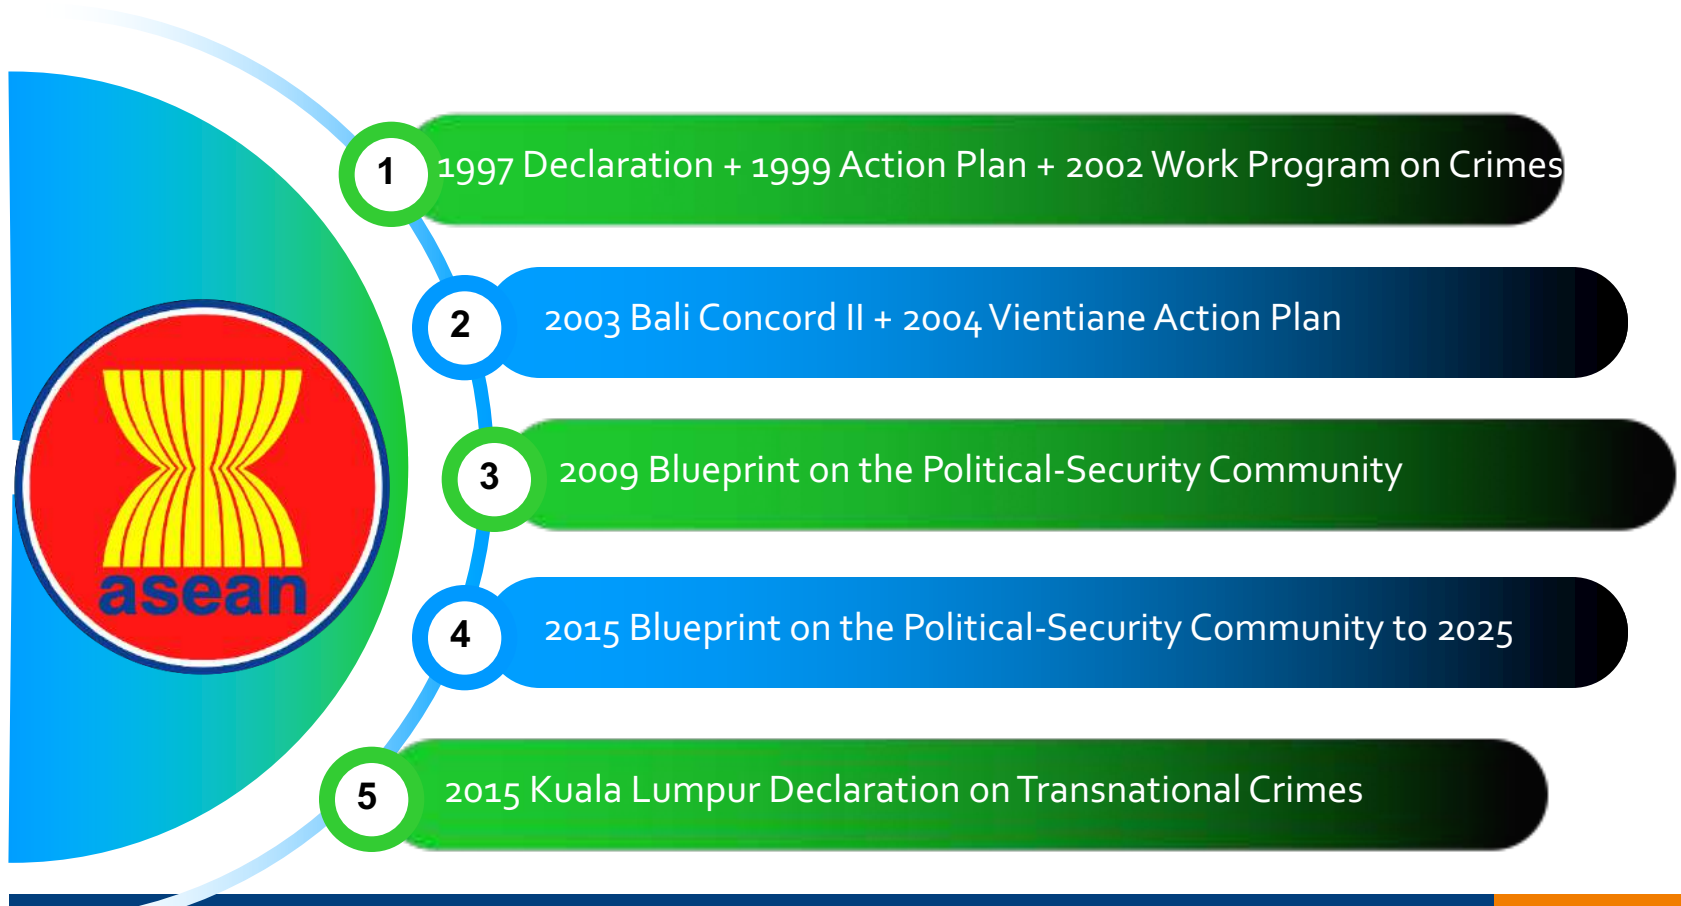 1 1997 Declaration + 1999 Action Plan + 2002 Work Program on Crimes
2 2003 Bali Concord II + 2004 Vientiane Action Plan
3 2009 Blueprint on the Political-Security Community
asean
4 2015 Blueprint on the Political-Security Community to 2025
5 2015 Kuala Lumpur Declaration on Transnational Crimes